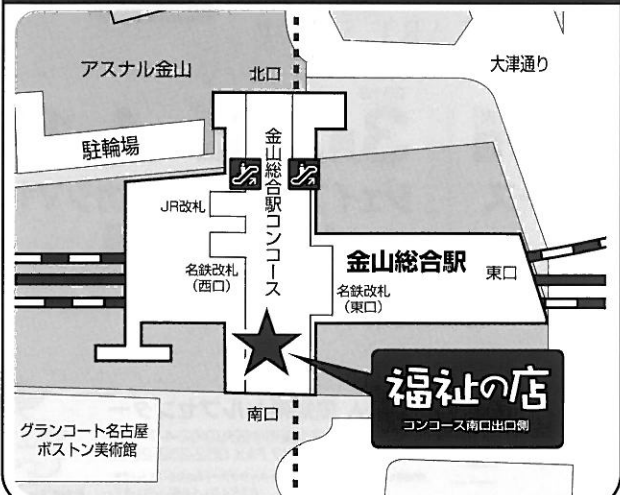 アスナル金山
北口
大津通り
駐輪場
金山総合駅コンコース
JR改札
名鉄改札
(西口)
金山総合駅
東口
名鉄改札
(東口)
福祉の店
コンコース南口出口側
南口
グランコート名古屋
ボストン美術館